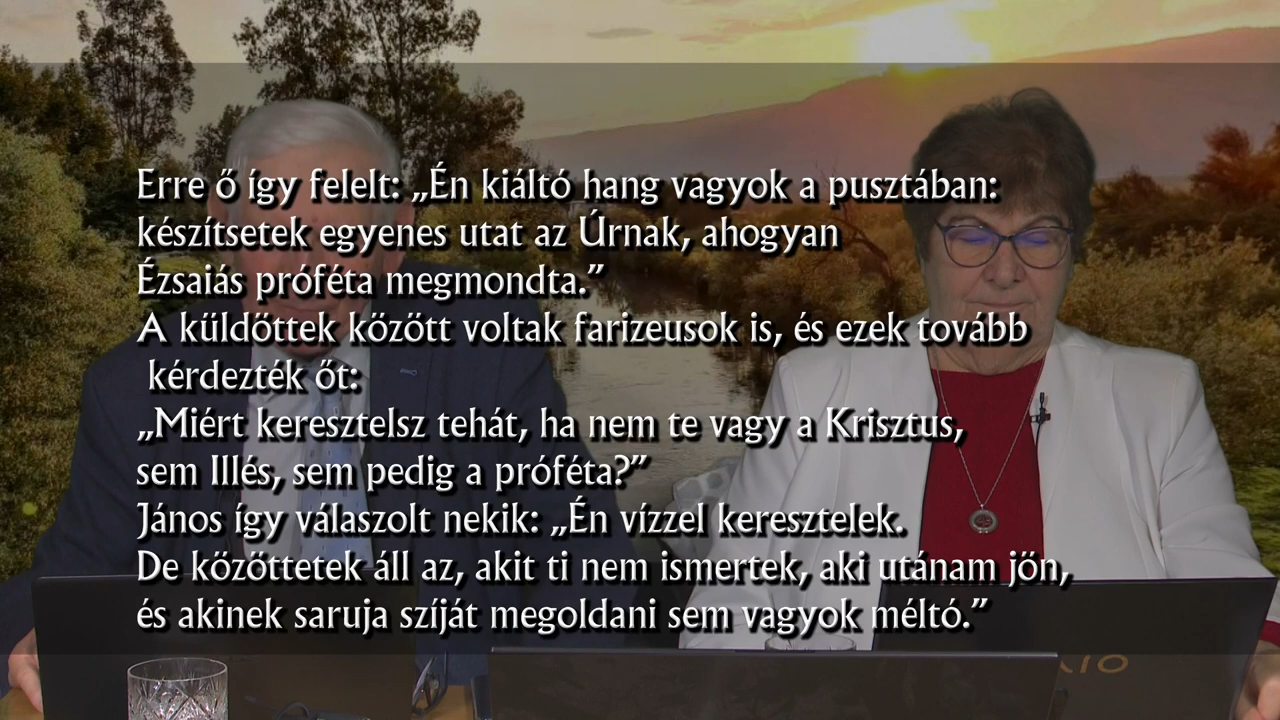 Erre ő így felelt: „Én kiáltó hang vagyok a pusztában:
készítsetek egyenes utat az Úrnak, ahogyan
Ézsaiás próféta megmondta.”
A küldöttek között voltak farizeusok is, és ezek tovább
kérdezték őt:
„Miért keresztelsz tehát, ha nem te vagy a Krisztus,
sem Illés, sem pedig a próféta?”
János így válaszolt nekik: „Én vízzel keresztelek.
De közöttetek áll az, akit ti nem ismertek, aki utánam jön,
és akinek saruja szíját megoldani sem vagyok méltó.”